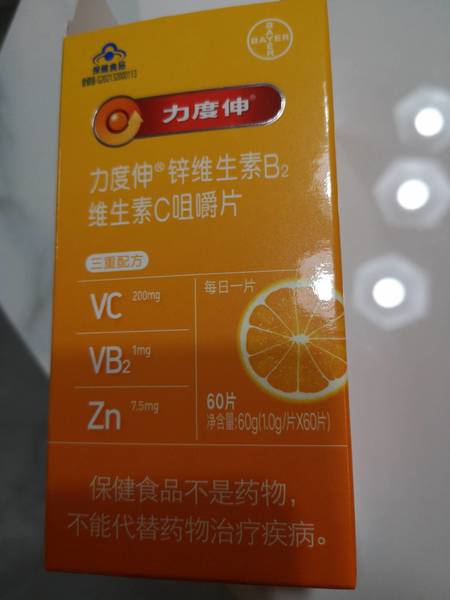 BAYER
BAYER
保健食品
力度伸®
力度伸®锌维生素B₂
维生素C咀嚼片
三重配方
VC 200mg
每日一片
VB₂ 1mg
Zn 7.5mg
60片
净含量:60g(1.0g/片X60片)
保健食品不是药物，
不能代替药物治疗疾病。